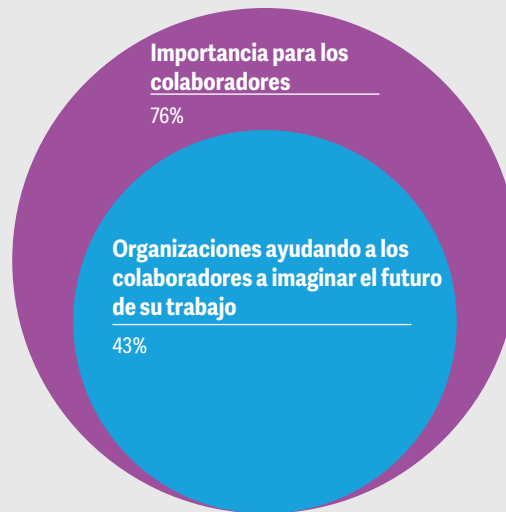 Importancia para los
colaboradores
76%
Organizaciones ayudando a los
colaboradores a imaginar el futuro
de su trabajo
43%